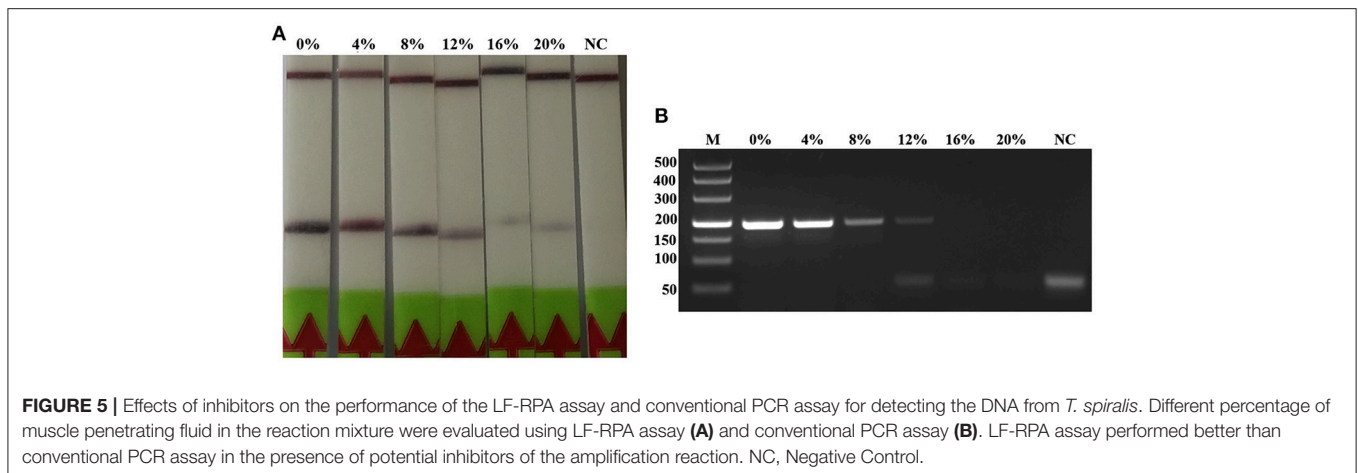 A
0% 4% 8% 12% 16% 20% NC
B
M 0% 4% 8% 12% 16% 20% NC
500
400
300
200
150
100
50
FIGURE 5 | Effects of inhibitors on the performance of the LF-RPA assay and conventional PCR assay for detecting the DNA from T. spiralis. Different percentage of
muscle penetrating fluid in the reaction mixture were evaluated using LF-RPA assay (A) and conventional PCR assay (B). LF-RPA assay performed better than
conventional PCR assay in the presence of potential inhibitors of the amplification reaction. NC, Negative Control.